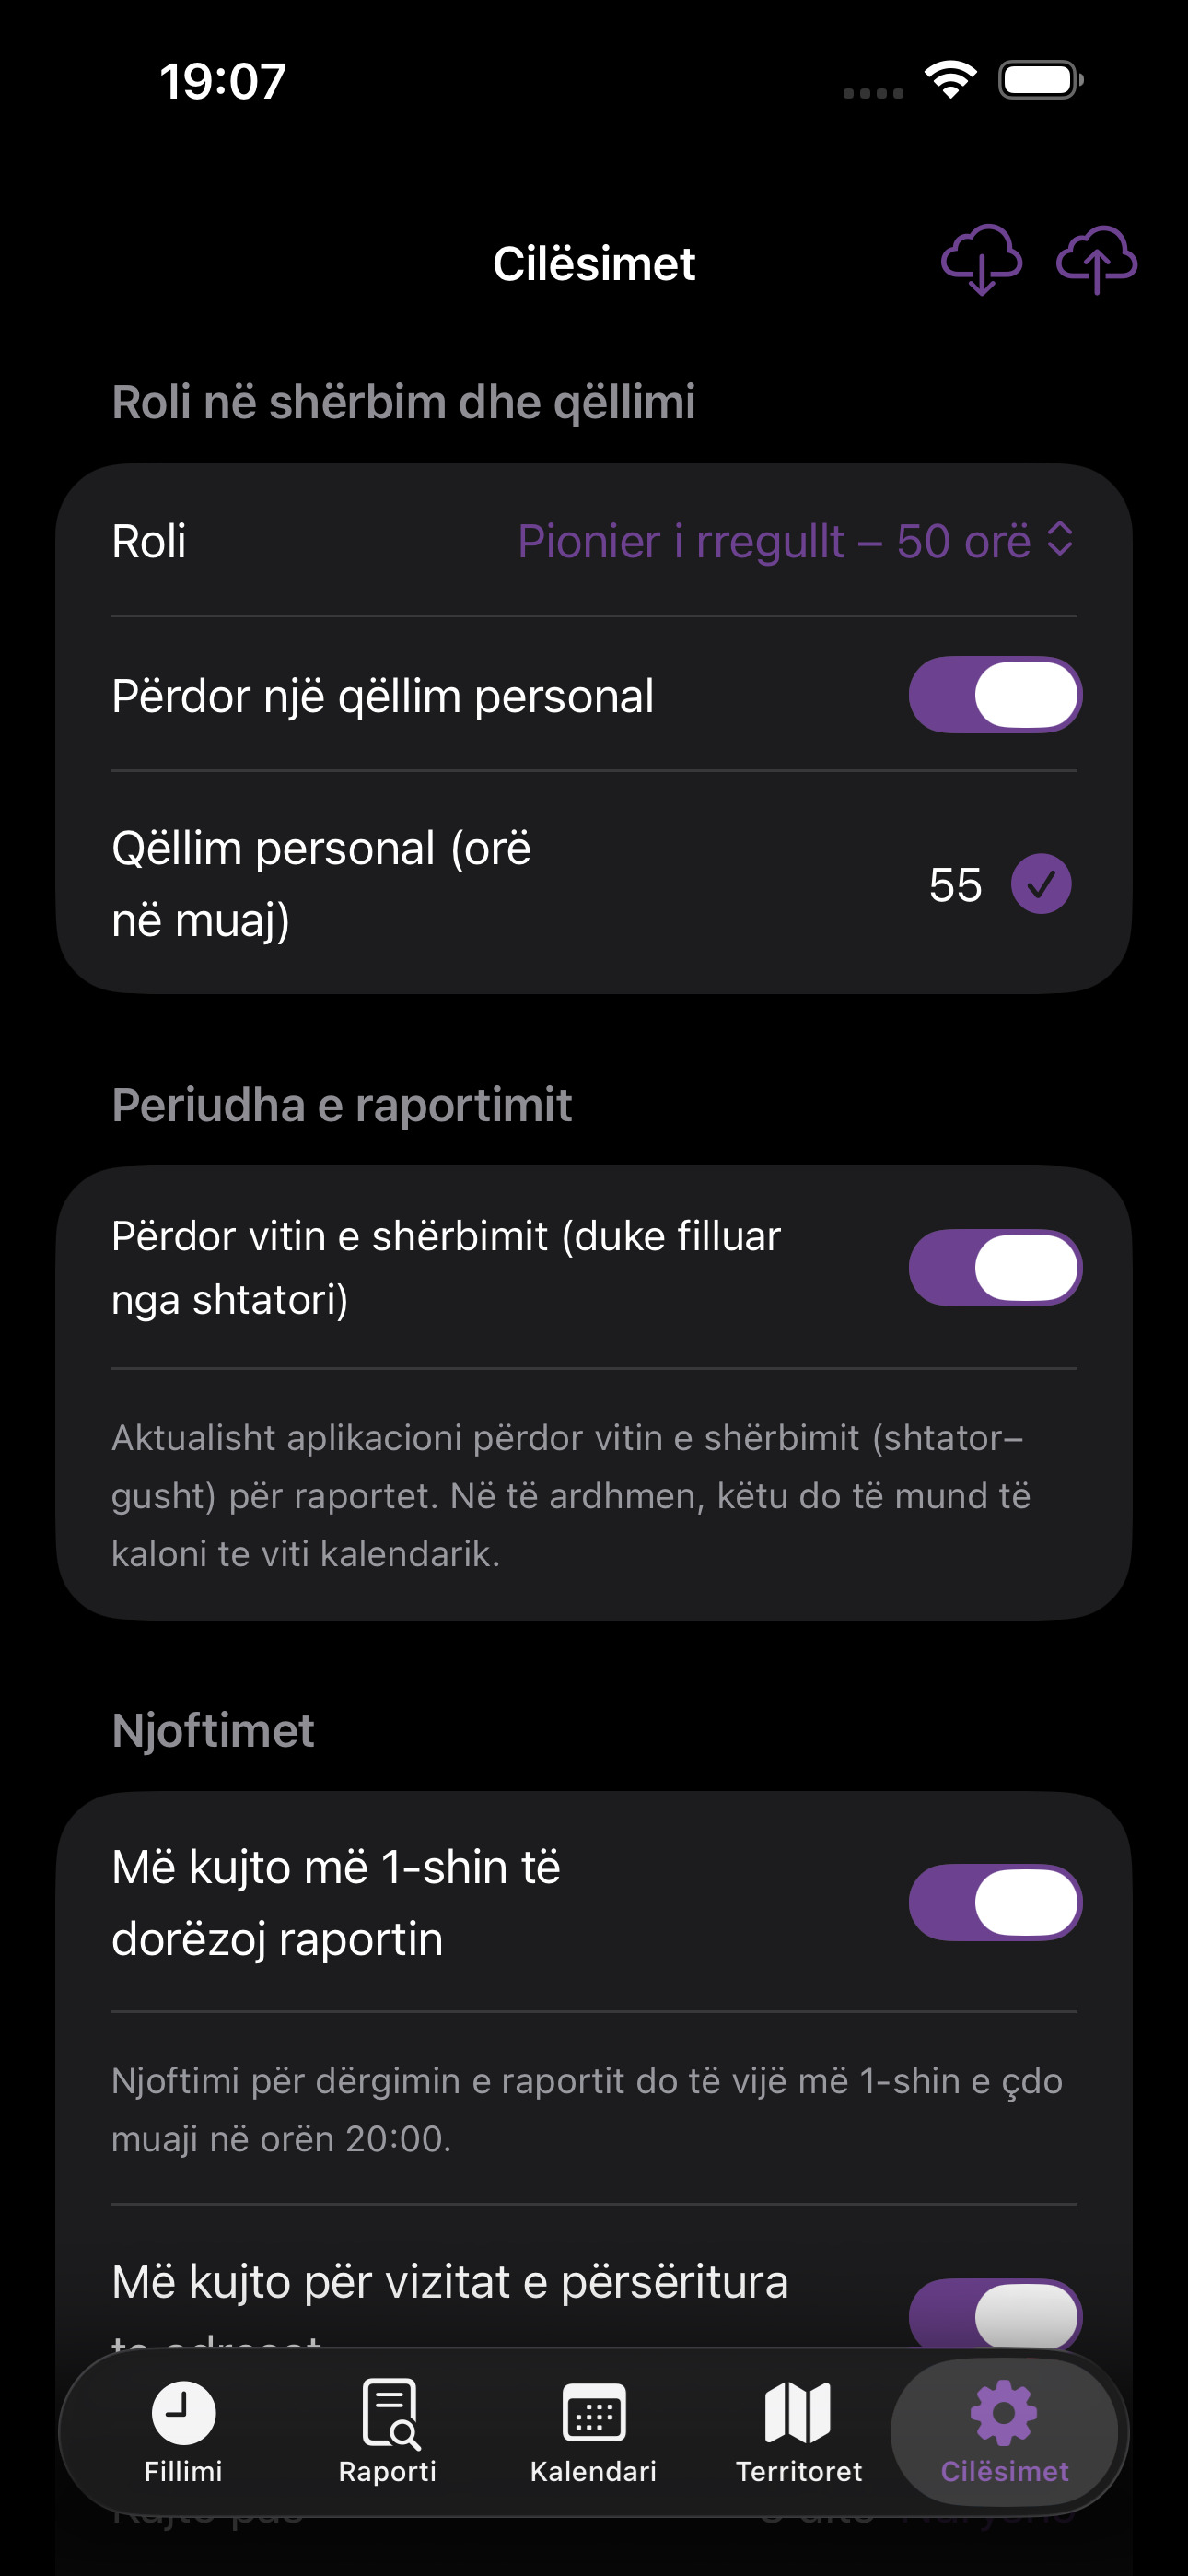 19:07
Cilësimet
Roli në shërbim dhe qëllimi
Roli
Pionier i rregullt – 50 orë
Përdor një qëllim personal
Qëllim personal (orë
në muaj)
55
Periudha e raportimit
Përdor vitin e shërbimit (duke filluar
nga shtatori)
Aktualisht aplikacioni përdor vitin e shërbimit (shtator–
gusht) për raportet. Në të ardhmen, këtu do të mund të
kaloni te viti kalendarik.
Njoftimet
Më kujto më 1-shin të
dorëzoj raportin
Njoftimi për dërgimin e raportit do të vijë më 1-shin e çdo
muaji në orën 20:00.
Më kujto për vizitat e përsëritura
Fillimi
Raporti
Kalendari
Territoret
Cilësimet